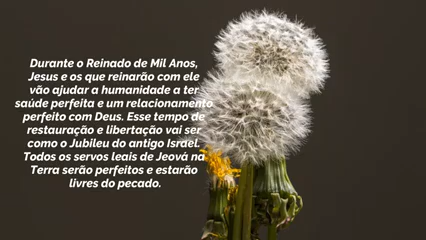 Durante o Reinado de Mil Anos,
Jesus e os que reinarão com ele
vão ajudar a humanidade a ter
saúde perfeita e um relacionamento
perfeito com Deus. Esse tempo de
restauração e libertação vai ser
como o Jubileu do antigo Israel.
Todos os servos leais de Jeová na
Terra serão perfeitos e estarão
livres do pecado.